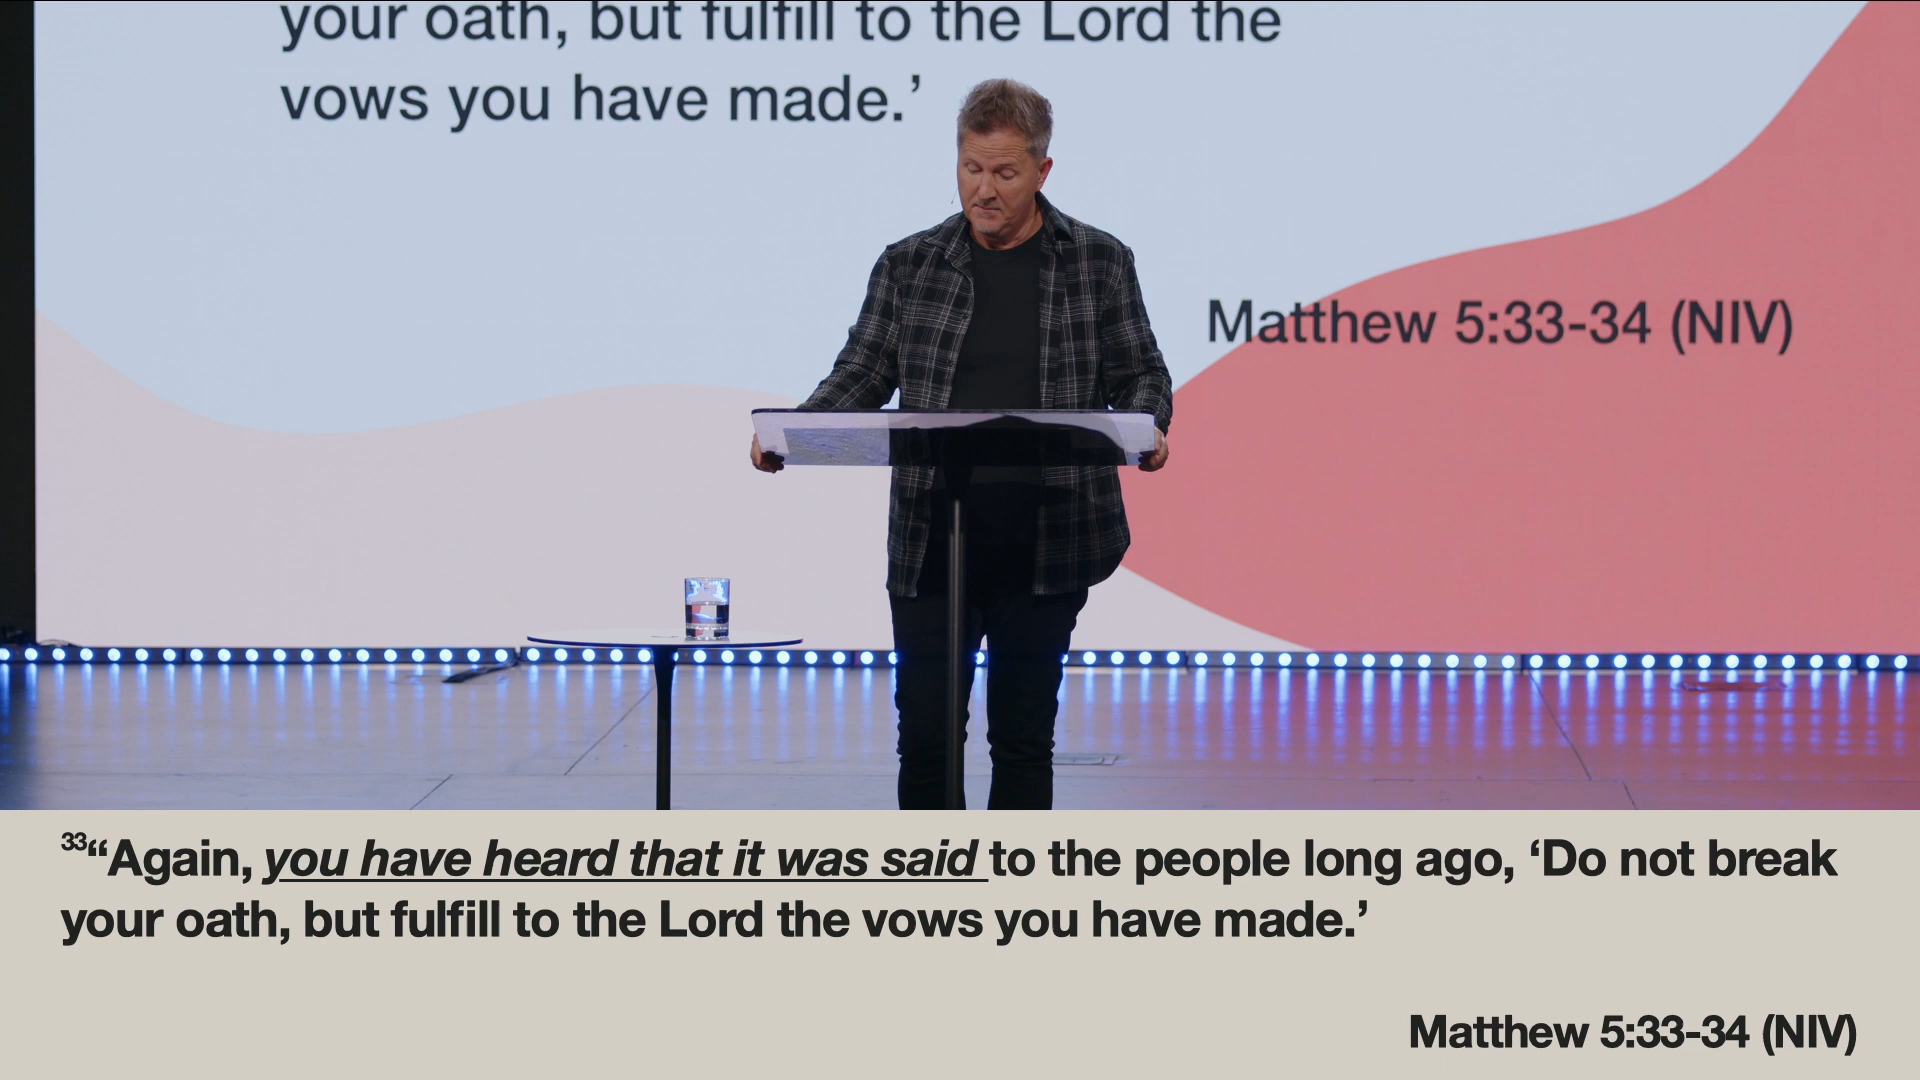 your oath, but fulfill to the Lord the
vows you have made.’
Matthew 5:33-34 (NIV)
33“Again, you have heard that it was said to the people long ago, ‘Do not break
your oath, but fulfill to the Lord the vows you have made.’
Matthew 5:33-34 (NIV)